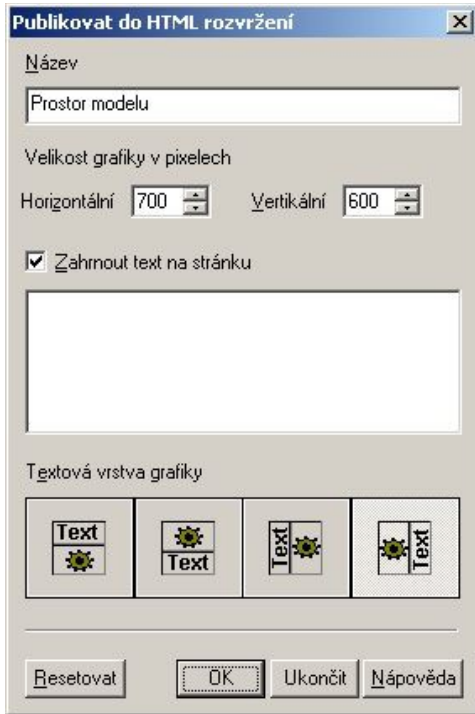 Publikovat do HTML rozvržení
Název
Prostor modelu
Velikost grafiky v pixelech
Horizontální 700 Vertikální 600
Zahrnout text na stránku
Textová vrstva grafiky
Text Text Text Text
Resetovat OK Ukončit Nápověda